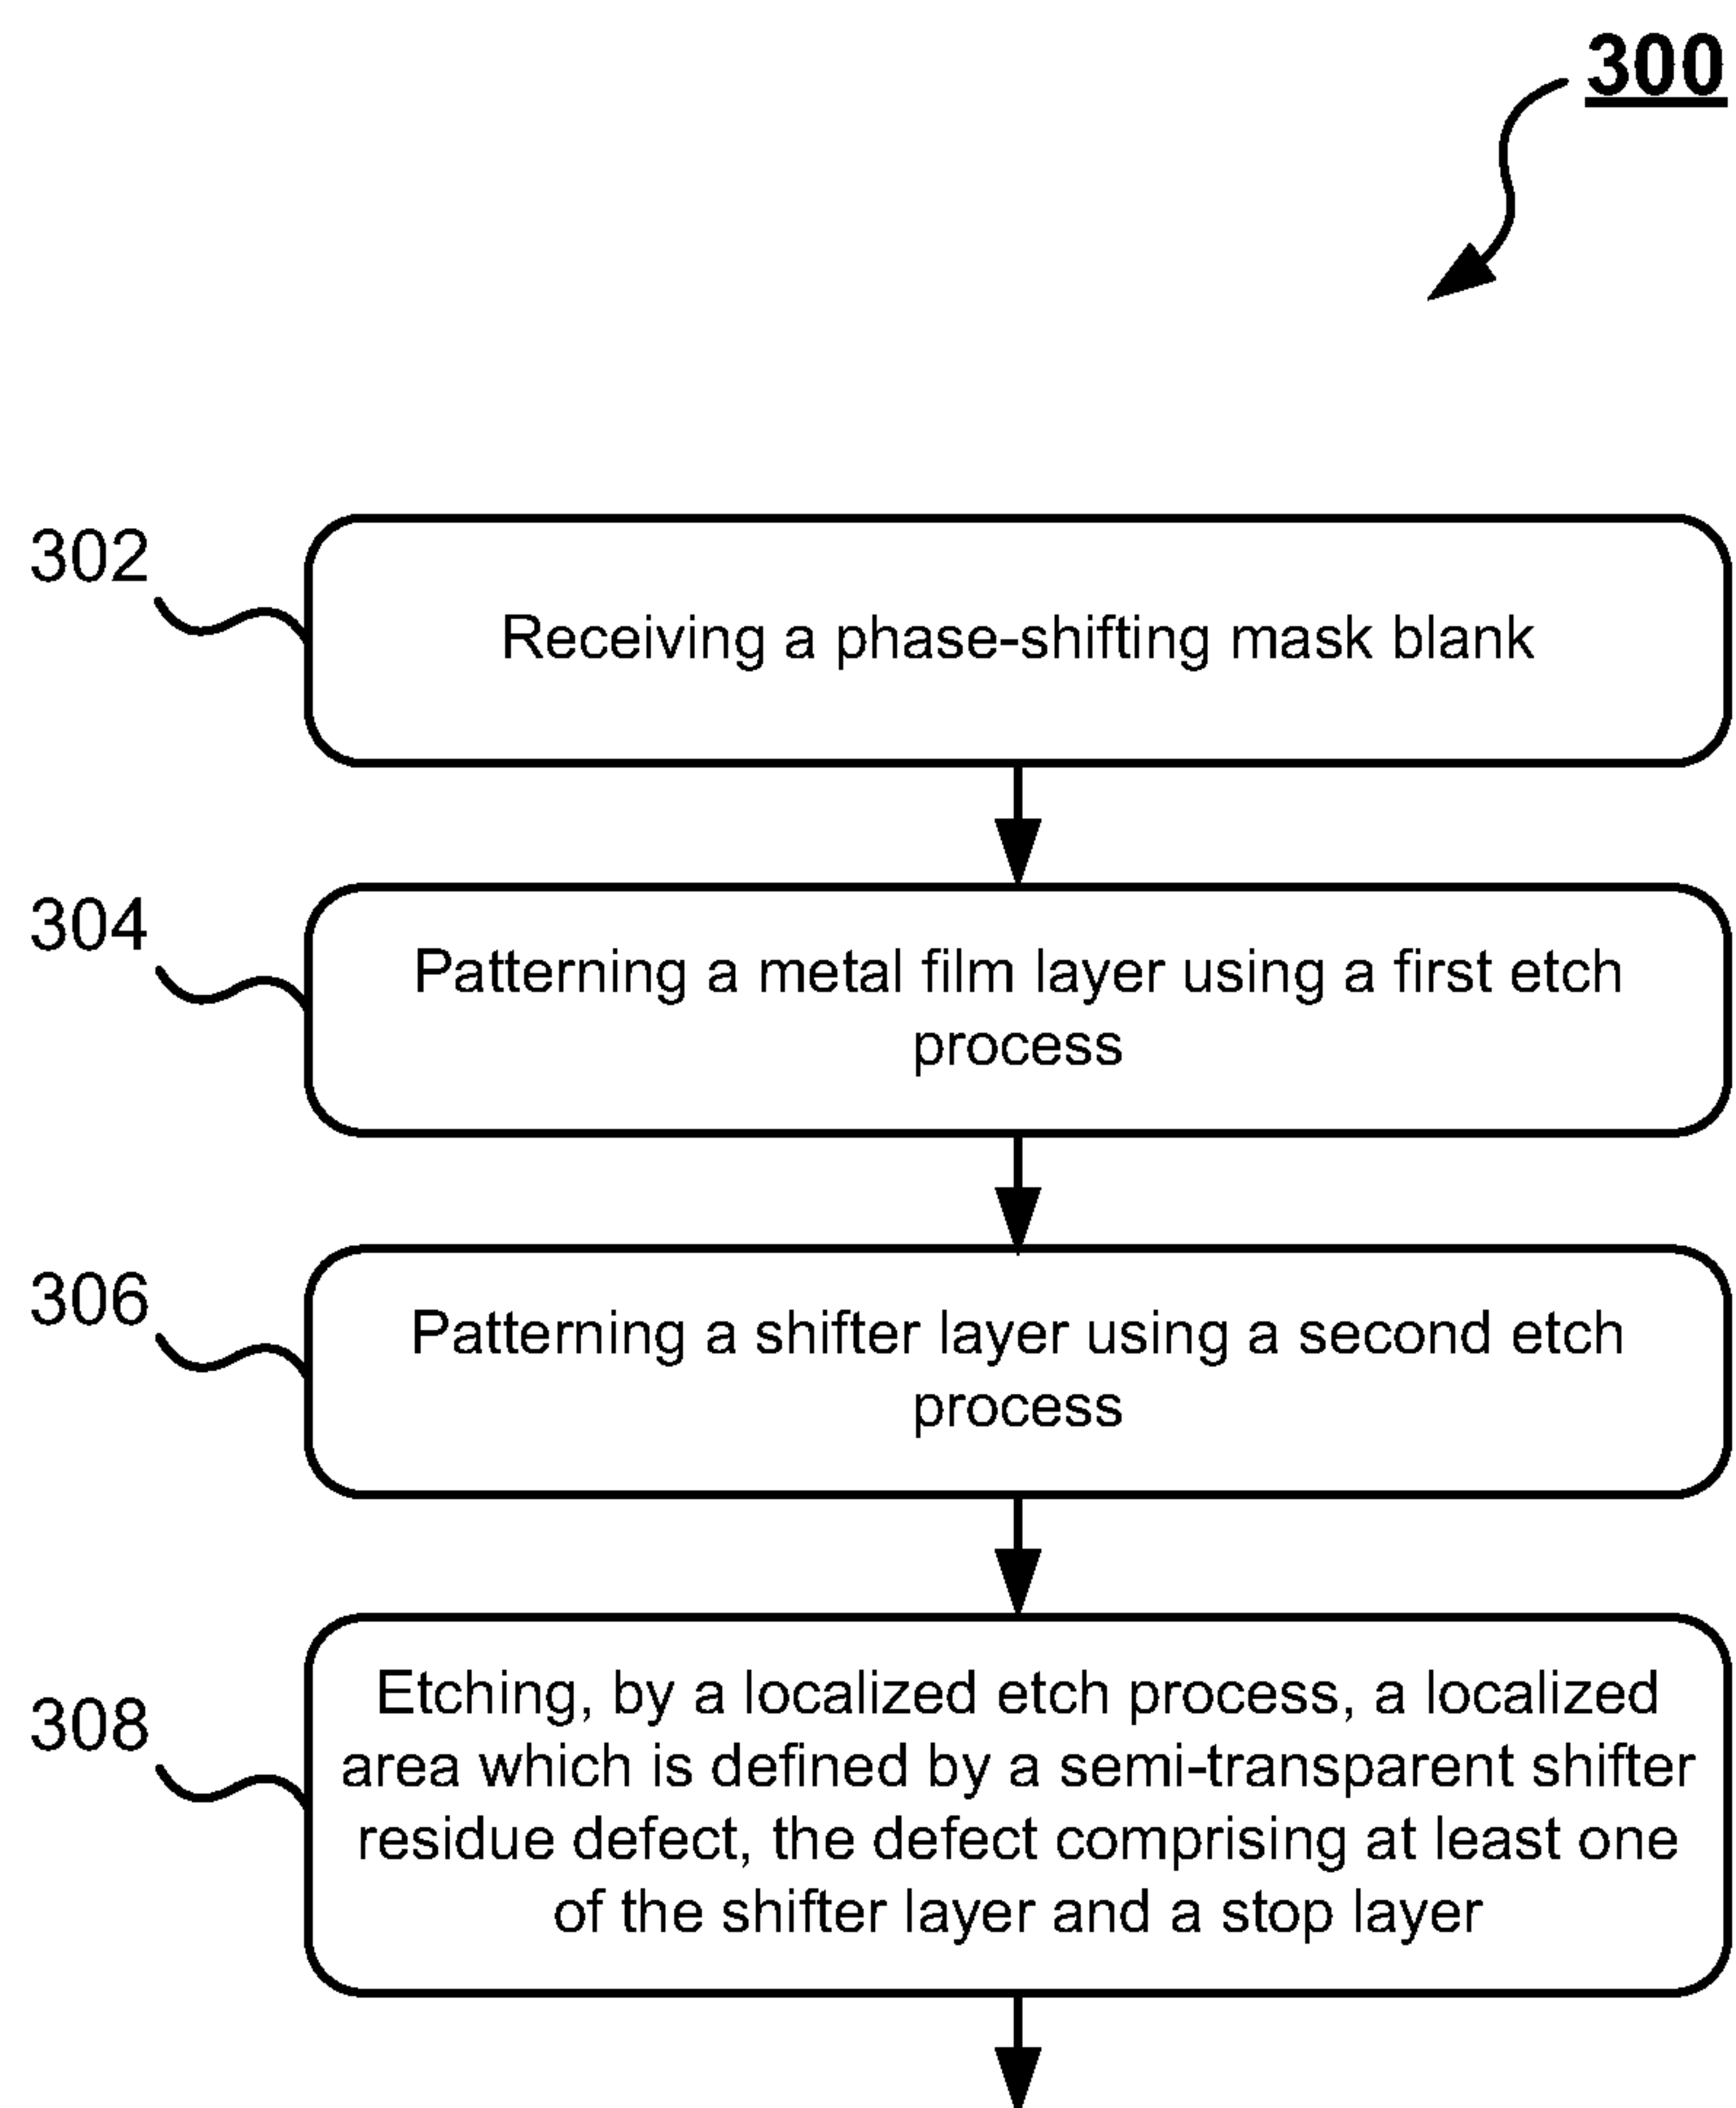 300
302
Receiving a phase-shifting mask blank
304
Patterning a metal film layer using a first etch
process
306
Patterning a shifter layer using a second etch
process
308
Etching, by a localized etch process, a localized
area which is defined by a semi-transparent shifter
residue defect, the defect comprising at least one
of the shifter layer and a stop layer